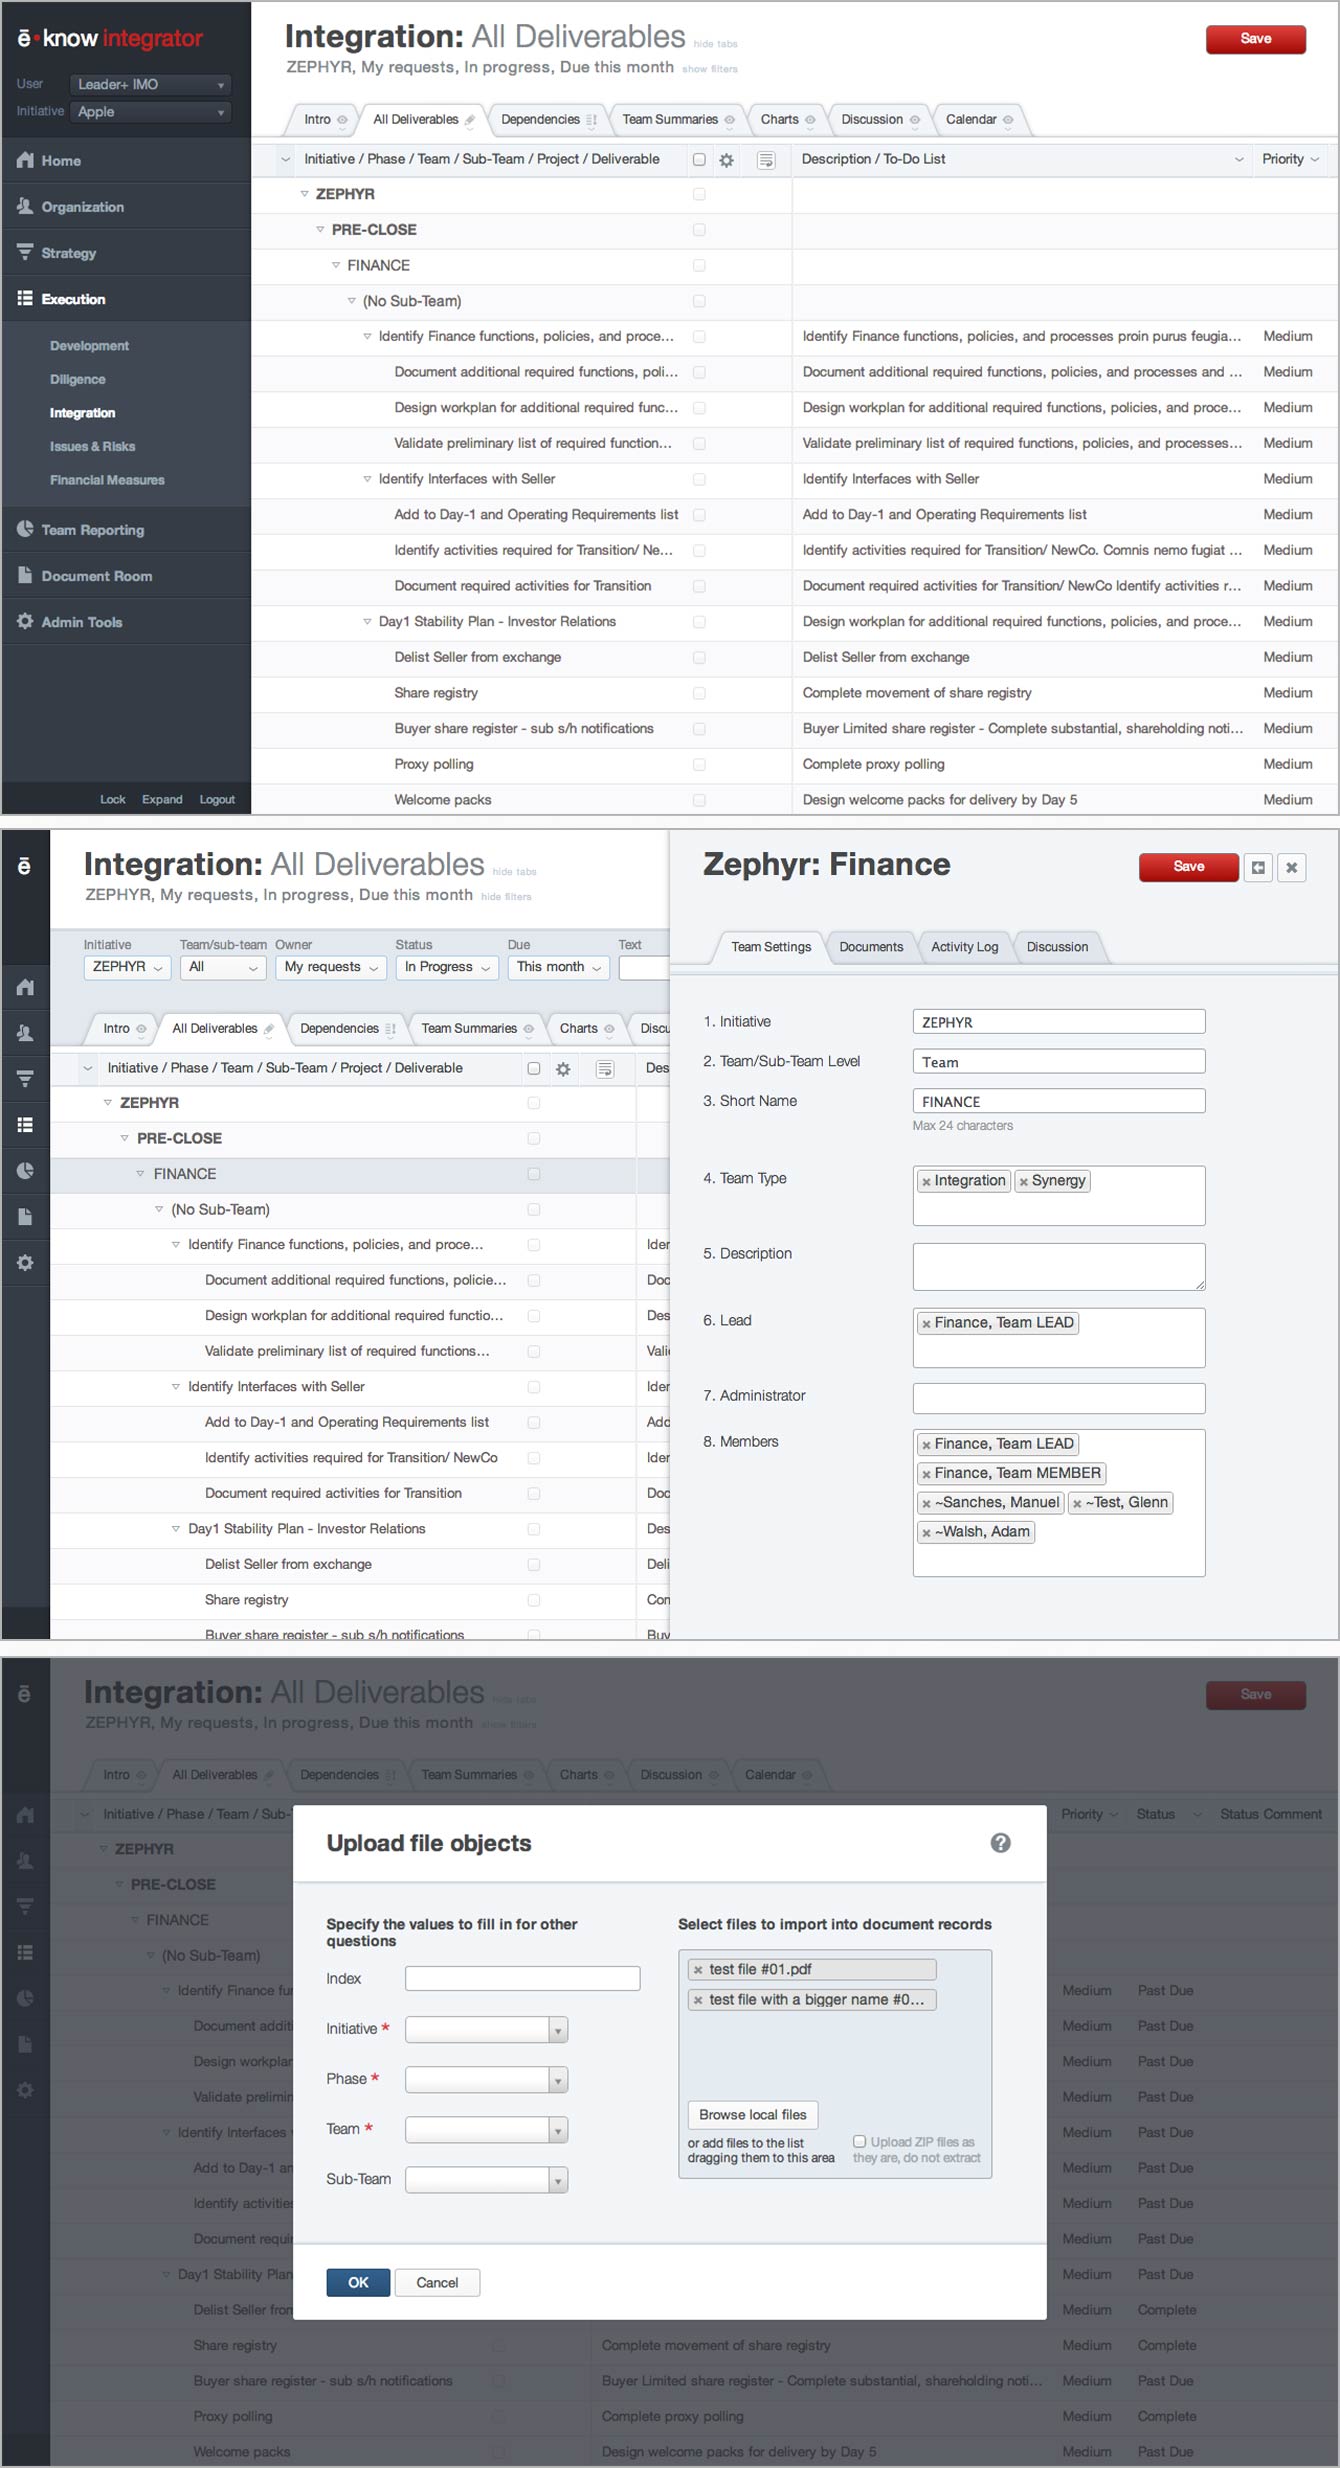 ē•know integrator
User Leader+ IMO
Initiative Apple
Home
Organization
Strategy
Execution
Development
Diligence
Integration
Issues & Risks
Financial Measures
Team Reporting
Document Room
Admin Tools
Lock Expand Logout
Integration: All Deliverables hide tabs
ZEPHYR, My requests, In progress, Due this month show filters
Save
Intro All Deliverables Dependencies Team Summaries Charts Discussion Calendar
Initiative / Phase / Team / Sub-Team / Project / Deliverable Description / To-Do List Priority
ZEPHYR
PRE-CLOSE
FINANCE
(No Sub-Team)
Identify Finance functions, policies, and proce... Identify Finance functions, policies, and processes proin purus feugia... Medium
Document additional required functions, poli... Document additional required functions, policies, and processes and ... Medium
Design workplan for additional required func... Design workplan for additional required functions, policies, and proce... Medium
Validate preliminary list of required function... Validate preliminary list of required functions, policies, and processes... Medium
Identify Interfaces with Seller Identify Interfaces with Seller Medium
Add to Day-1 and Operating Requirements list Add to Day-1 and Operating Requirements list Medium
Identify activities required for Transition/ Ne... Identify activities required for Transition/ NewCo. Comnis nemo fugiat ... Medium
Document required activities for Transition Document required activities for Transition/ NewCo Identify activities r... Medium
Day1 Stability Plan - Investor Relations Design workplan for additional required functions, policies, and proce... Medium
Delist Seller from exchange Delist Seller from exchange Medium
Share registry Complete movement of share registry Medium
Buyer share register - sub s/h notifications Buyer Limited share register - Complete substantial, shareholding noti... Medium
Proxy polling Complete proxy polling Medium
Welcome packs Design welcome packs for delivery by Day 5 Medium
ē
Integration: All Deliverables hide tabs
ZEPHYR, My requests, In progress, Due this month hide filters
Initiative Team/sub-team Owner Status Due Text
ZEPHYR All My requests In Progress This month
Intro All Deliverables Dependencies Team Summaries Charts Discu
Initiative / Phase / Team / Sub-Team / Project / Deliverable Des
ZEPHYR
PRE-CLOSE
FINANCE
(No Sub-Team)
Identify Finance functions, policies, and proce... Iden
Document additional required functions, policie... Doc
Design workplan for additional required functio... Des
Validate preliminary list of required functions... Vali
Identify Interfaces with Seller Iden
Add to Day-1 and Operating Requirements list Add
Identify activities required for Transition/ NewCo Iden
Document required activities for Transition Doc
Day1 Stability Plan - Investor Relations Des
Delist Seller from exchange Deli
Share registry Com
Buyer share register - sub s/h notifications Buy
Zephyr: Finance
Save
Team Settings Documents Activity Log Discussion
1. Initiative ZEPHYR
2. Team/Sub-Team Level Team
3. Short Name FINANCE
Max 24 characters
4. Team Type × Integration × Synergy
5. Description
6. Lead × Finance, Team LEAD
7. Administrator
8. Members × Finance, Team LEAD
× Finance, Team MEMBER
× ~Sanches, Manuel × ~Test, Glenn
× ~Walsh, Adam
ē
Integration: All Deliverables hide tabs
ZEPHYR, My requests, In progress, Due this month show filters
Save
Intro All Deliverables Dependencies Team Summaries Charts Discussion Calendar
Initiative / Phase / Team / Sub- Priority Status Status Comment
ZEPHYR
PRE-CLOSE
FINANCE
(No Sub-Team)
Identify Finance fun Medium Past Due
Document additi Medium Past Due
Design workplan Medium Past Due
Validate prelimin Medium Past Due
Identify Interfaces Medium Past Due
Add to Day-1 an Medium Past Due
Identify activities Medium Past Due
Document requir Medium Past Due
Day1 Stability Plan Medium Past Due
Delist Seller from Medium Complete
Share registry Complete movement of share registry Medium Complete
Buyer share register - sub s/h notifications Buyer Limited share register - Complete substantial, shareholding noti... Medium Past Due
Proxy polling Complete proxy polling Medium Complete
Welcome packs Design welcome packs for delivery by Day 5 Medium Past Due
Upload file objects ?
Specify the values to fill in for other
questions
Index
Initiative *
Phase *
Team *
Sub-Team
Select files to import into document records
× test file #01.pdf
× test file with a bigger name #0...
Browse local files
or add files to the list
dragging them to this area
Upload ZIP files as
they are, do not extract
OK Cancel